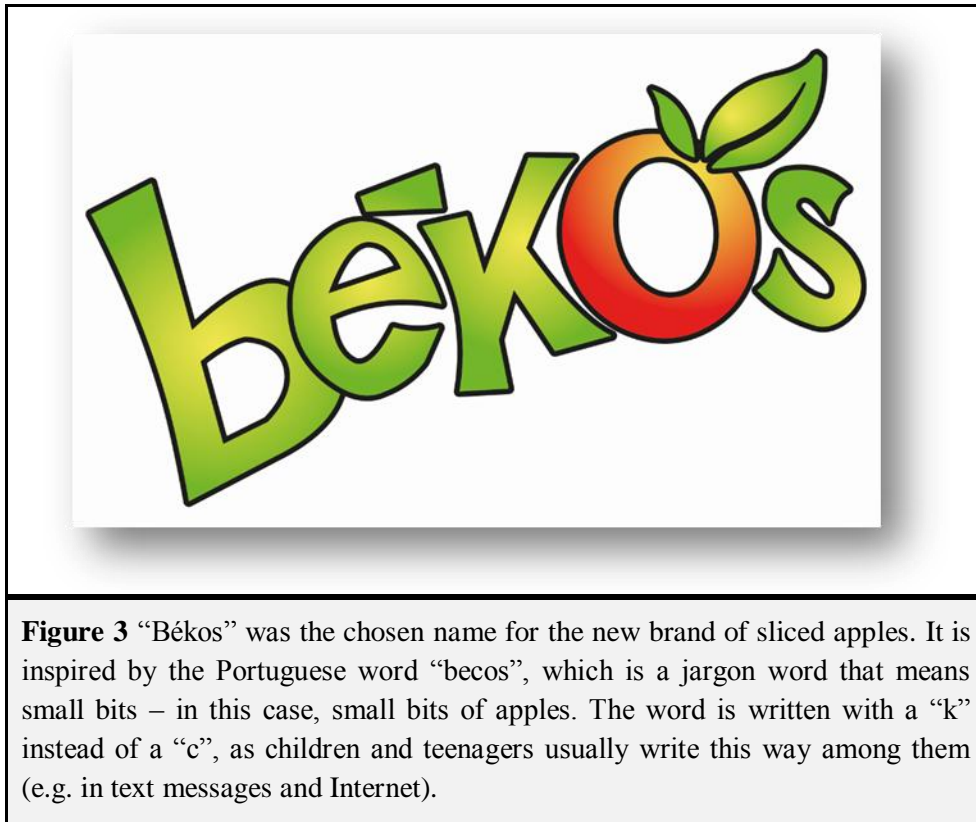 békos
Figure 3 “Békos” was the chosen name for the new brand of sliced apples. It is
inspired by the Portuguese word “becos”, which is a jargon word that means
small bits – in this case, small bits of apples. The word is written with a “k”
instead of a “c”, as children and teenagers usually write this way among them
(e.g. in text messages and Internet).